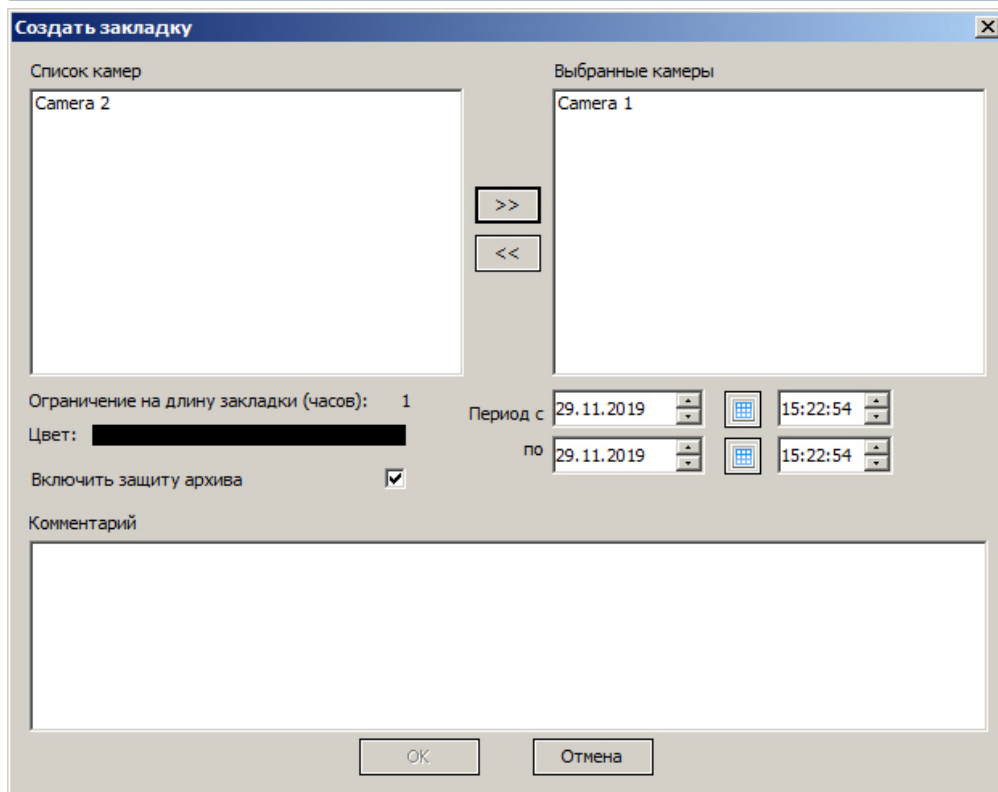 Создать закладку
Список камер
Выбранные камеры
Camera 2
Camera 1
>>
<<
Ограничение на длину закладки (часов): 1
Период с 29.11.2019 15:22:54
Цвет:
по 29.11.2019 15:22:54
Включить защиту архива
Комментарий
OK
Отмена